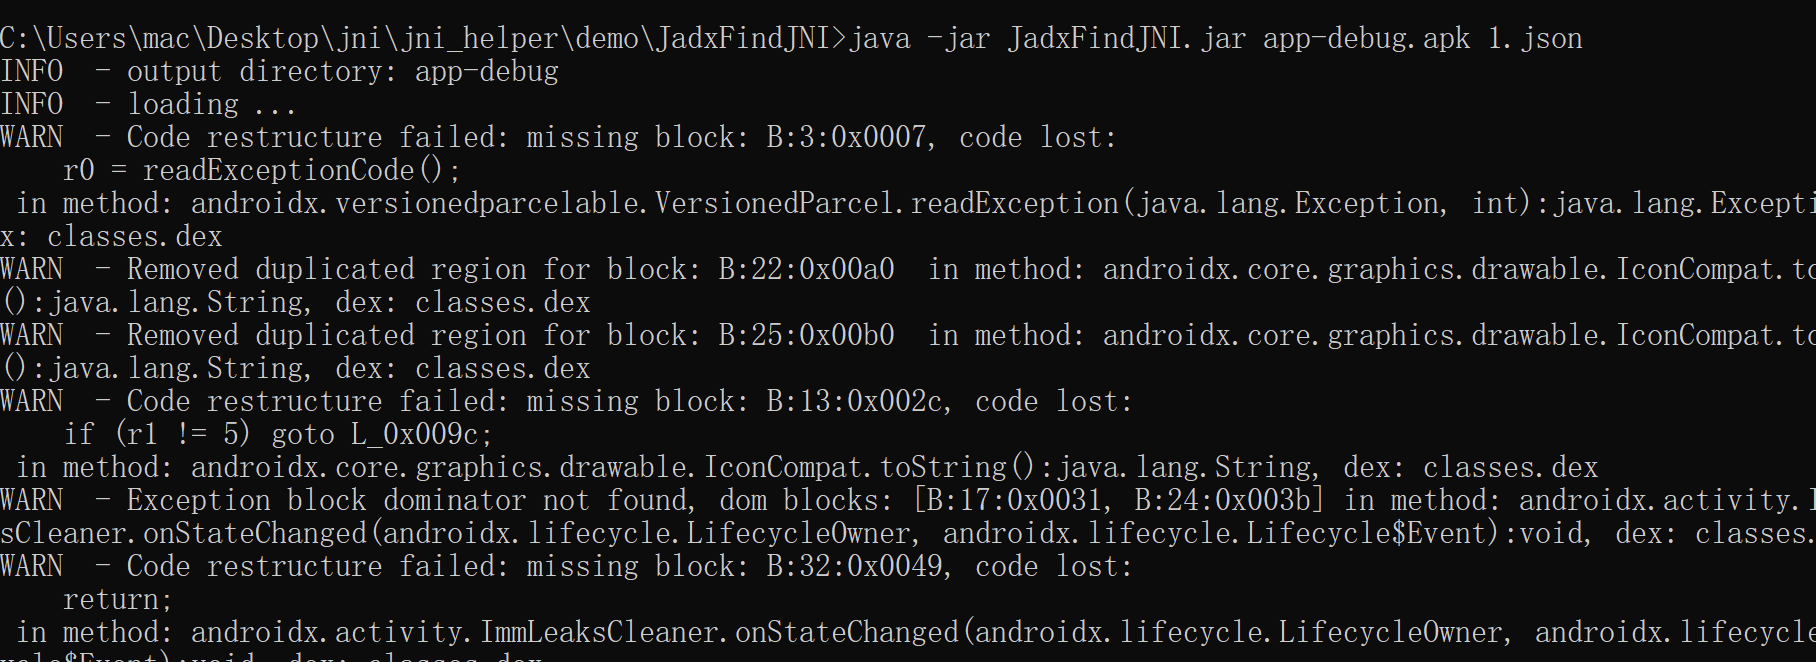 C:\Users\mac\Desktop\jni\jni_helper\demo\JadxFindJNI>java -jar JadxFindJNI.jar app-debug.apk 1.json
INFO  - output directory: app-debug
INFO  - loading ...
WARN  - Code restructure failed: missing block: B:3:0x0007, code lost:
    r0 = readExceptionCode();
 in method: androidx.versionedparcelable.VersionedParcel.readException(java.lang.Exception, int):java.lang.Excepti
x: classes.dex
WARN  - Removed duplicated region for block: B:22:0x00a0  in method: androidx.core.graphics.drawable.IconCompat.to
():java.lang.String, dex: classes.dex
WARN  - Removed duplicated region for block: B:25:0x00b0  in method: androidx.core.graphics.drawable.IconCompat.to
():java.lang.String, dex: classes.dex
WARN  - Code restructure failed: missing block: B:13:0x002c, code lost:
    if (r1 != 5) goto L_0x009c;
 in method: androidx.core.graphics.drawable.IconCompat.toString():java.lang.String, dex: classes.dex
WARN  - Exception block dominator not found, dom blocks: [B:17:0x0031, B:24:0x003b] in method: androidx.activity.I
sCleaner.onStateChanged(androidx.lifecycle.LifecycleOwner, androidx.lifecycle.Lifecycle$Event):void, dex: classes.
WARN  - Code restructure failed: missing block: B:32:0x0049, code lost:
    return;
 in method: androidx.activity.ImmLeaksCleaner.onStateChanged(androidx.lifecycle.LifecycleOwner, androidx.lifecycle
ycle$Event):void, dex: classes.dex